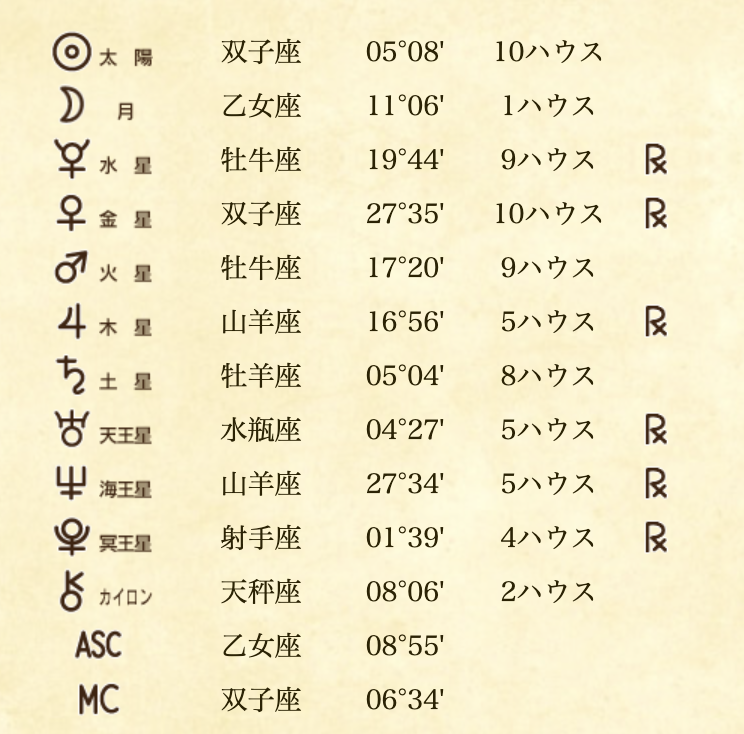 太陽 双子座 05°08' 10ハウス
月 乙女座 11°06' 1ハウス
水星 牡牛座 19°44' 9ハウス ℞
金星 双子座 27°35' 10ハウス ℞
火星 牡牛座 17°20' 9ハウス
木星 山羊座 16°56' 5ハウス ℞
土星 牡羊座 05°04' 8ハウス
天王星 水瓶座 04°27' 5ハウス ℞
海王星 山羊座 27°34' 5ハウス ℞
冥王星 射手座 01°39' 4ハウス ℞
カイロン 天秤座 08°06' 2ハウス
ASC 乙女座 08°55'
MC 双子座 06°34'